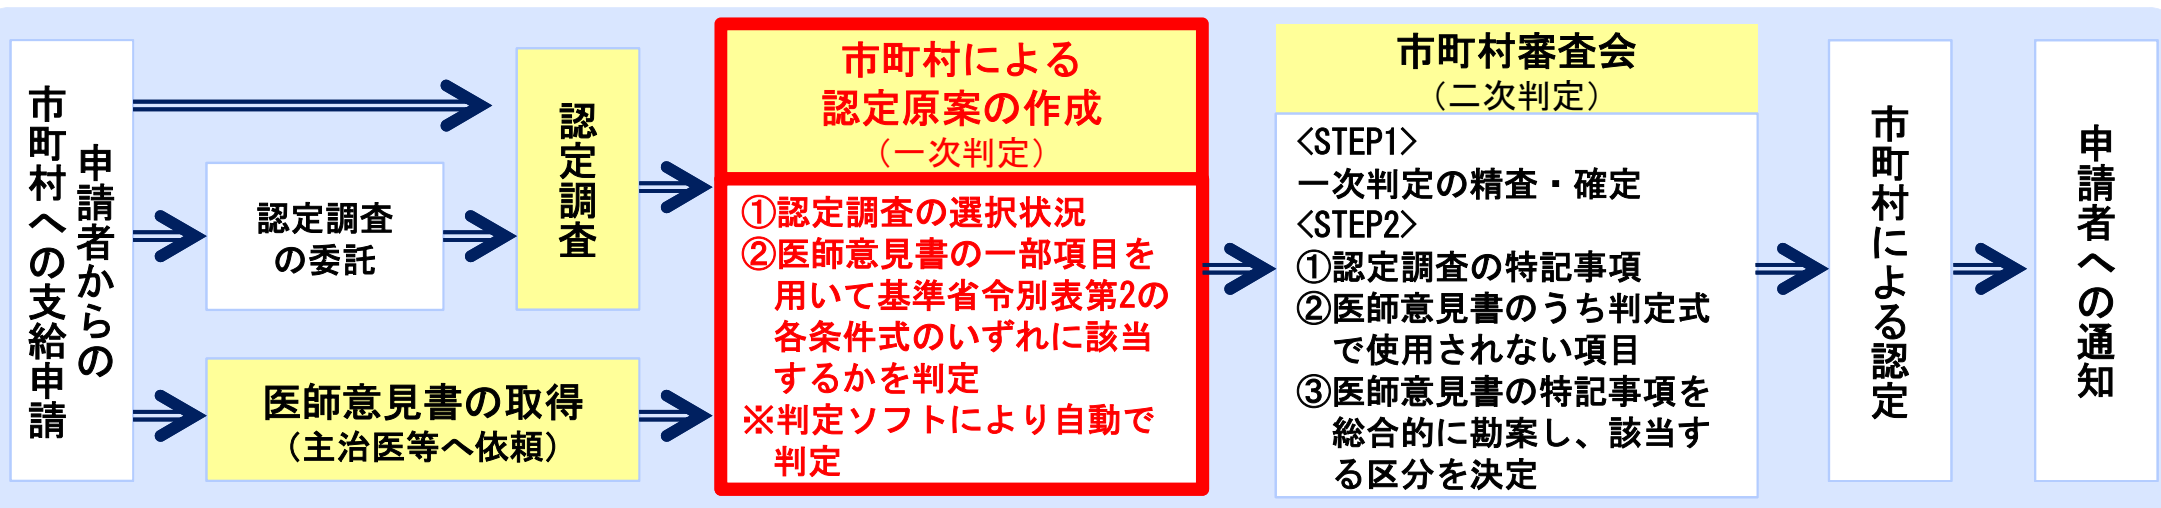 申請者からの
市町村への支給申請
認定調査
の委託
医師意見書の取得
（主治医等へ依頼）
認定調査
市町村による
認定原案の作成
（一次判定）
①認定調査の選択状況
②医師意見書の一部項目を
用いて基準省令別表第2の
各条件式のいずれに該当
するかを判定
※判定ソフトにより自動で
判定
市町村審査会
（二次判定）
<STEP1>
一次判定の精査・確定
<STEP2>
①認定調査の特記事項
②医師意見書のうち判定式
で使用されない項目
③医師意見書の特記事項を
総合的に勘案し、該当す
る区分を決定
市町村による認定
申請者への通知